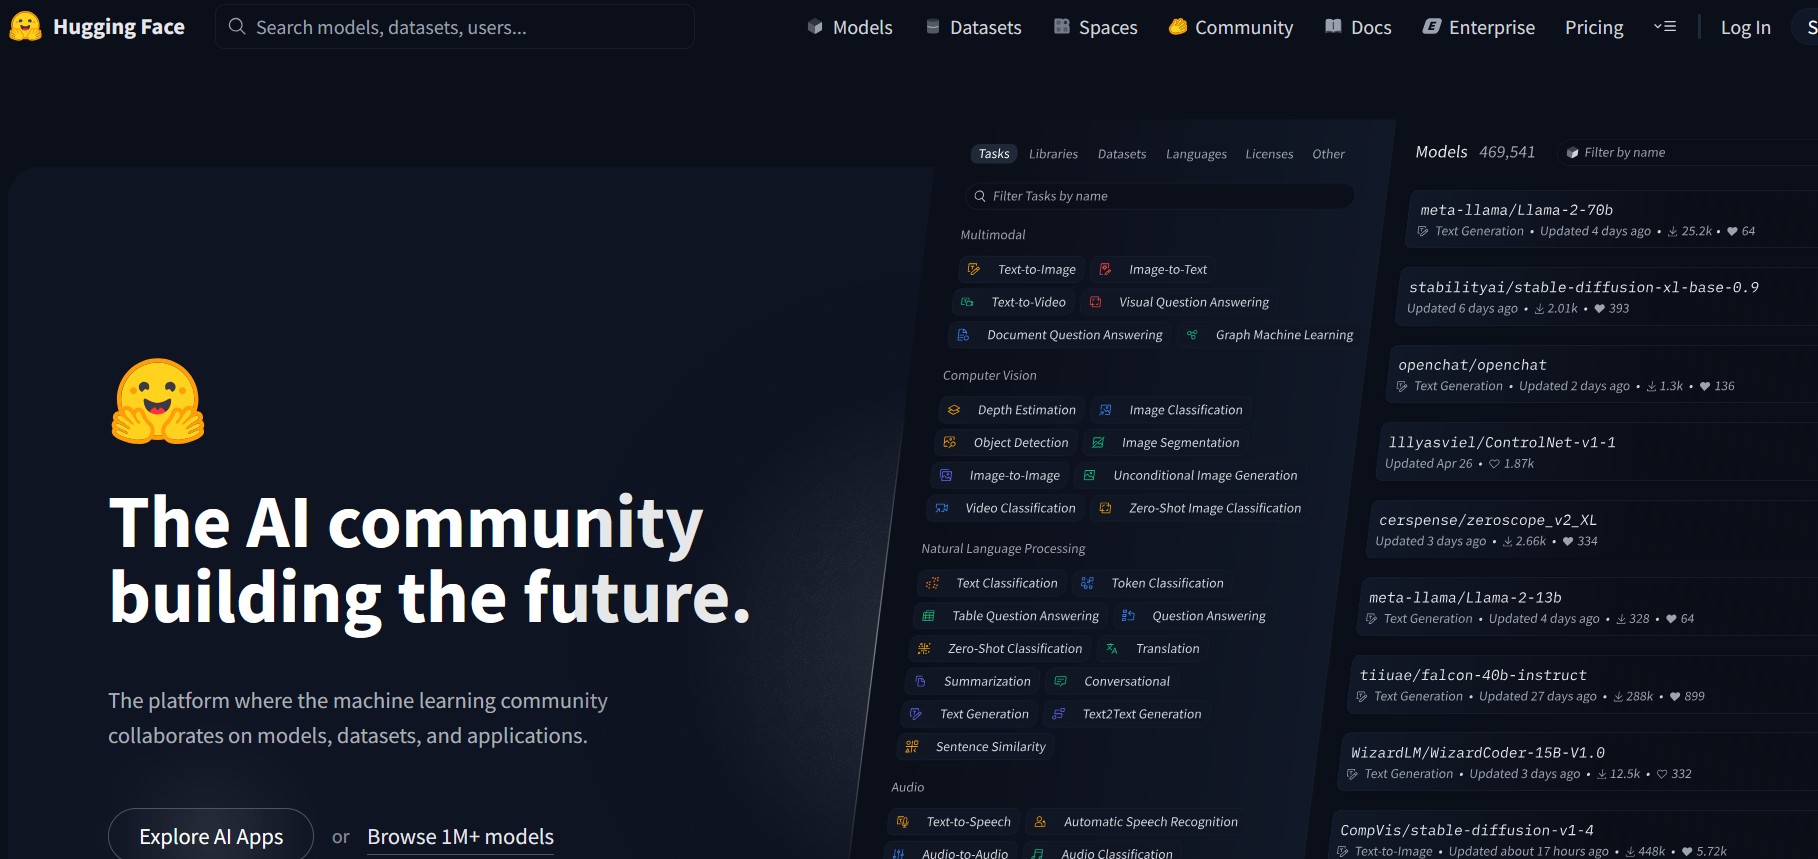 Hugging Face
Search models, datasets, users...
Models
Datasets
Spaces
Community
Docs
Enterprise
Pricing
Log In
The AI community
building the future.
The platform where the machine learning community
collaborates on models, datasets, and applications.
Explore AI Apps or Browse 1M+ models
Tasks Libraries Datasets Languages Licenses Other
Filter Tasks by name
Multimodal
Text-to-Image Image-to-Text
Text-to-Video Visual Question Answering
Document Question Answering Graph Machine Learning
Computer Vision
Depth Estimation Image Classification
Object Detection Image Segmentation
Image-to-Image Unconditional Image Generation
Video Classification Zero-Shot Image Classification
Natural Language Processing
Text Classification Token Classification
Table Question Answering Question Answering
Zero-Shot Classification Translation
Summarization Conversational
Text Generation Text2Text Generation
Sentence Similarity
Audio
Text-to-Speech Automatic Speech Recognition
Audio-to-Audio Audio Classification
Models 469,541 Filter by name
meta-llama/Llama-2-70b
Text Generation • Updated 4 days ago • 25.2k • 64
stabilityai/stable-diffusion-xl-base-0.9
Updated 6 days ago • 2.01k • 393
openchat/openchat
Text Generation • Updated 2 days ago • 1.3k • 136
lllyasviel/ControlNet-v1-1
Updated Apr 26 • 1.87k
cerspense/zeroscope_v2_XL
Updated 3 days ago • 2.66k • 334
meta-llama/Llama-2-13b
Text Generation • Updated 4 days ago • 328 • 64
tiiuae/falcon-40b-instruct
Text Generation • Updated 27 days ago • 288k • 899
WizardLM/WizardCoder-15B-V1.0
Text Generation • Updated 3 days ago • 12.5k • 332
CompVis/stable-diffusion-v1-4
Text-to-Image • Updated about 17 hours ago • 448k • 5.72k